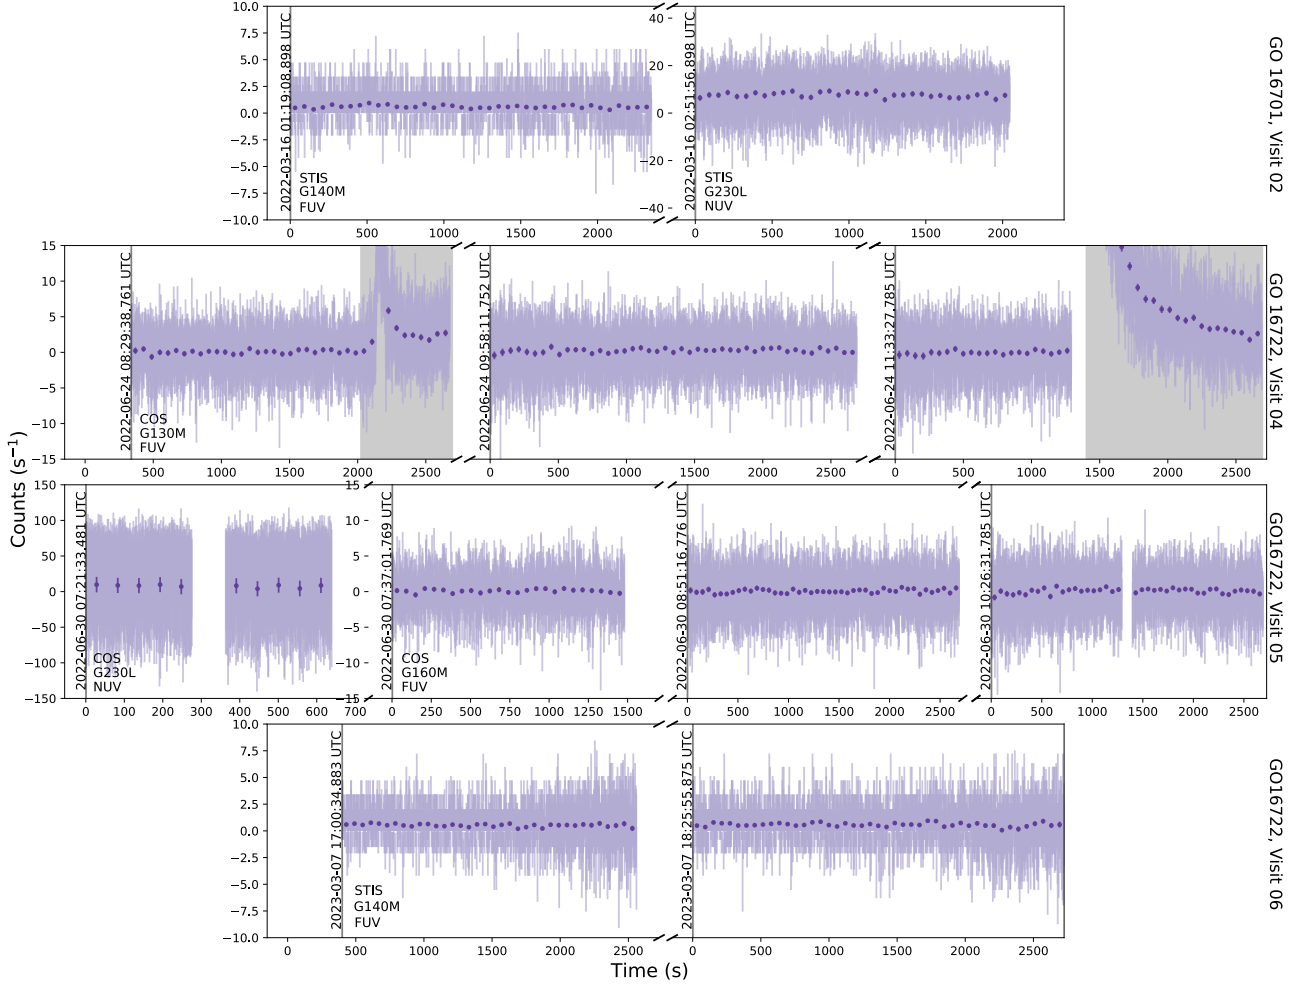 10.0
7.5
5.0
2.5
0.0
−2.5
−5.0
−7.5
−10.0
2022-03-16 01:19:08.898 UTC
STIS
G140M
FUV
0 500 1000 1500 2000
40
20
0
−20
−40
2022-03-16 02:51:56.898 UTC
STIS
G230L
NUV
0 500 1000 1500 2000
GO 16701, Visit 02
15
10
5
0
−5
−10
−15
2022-06-24 08:29:38.761 UTC
COS
G130M
FUV
0 500 1000 1500 2000 2500
2022-06-24 09:58:11.752 UTC
0 500 1000 1500 2000 2500
2022-06-24 11:33:27.785 UTC
0 500 1000 1500 2000 2500
GO 16722, Visit 04
Counts (s−1)
150
100
50
0
−50
−100
−150
2022-06-30 07:21:33.481 UTC
COS
G230L
NUV
0 100 200 300 400 500 600 700
15
10
5
0
−5
−10
−15
2022-06-30 07:37:01.769 UTC
COS
G160M
FUV
0 250 500 750 1000 1250 1500
2022-06-30 08:51:16.776 UTC
0 500 1000 1500 2000 2500
2022-06-30 10:26:31.785 UTC
0 500 1000 1500 2000 2500
GO16722, Visit 05
10.0
7.5
5.0
2.5
0.0
−2.5
−5.0
−7.5
−10.0
2023-03-07 17:00:34.883 UTC
STIS
G140M
FUV
0 500 1000 1500 2000 2500
2023-03-07 18:25:55.875 UTC
0 500 1000 1500 2000 2500
GO16722, Visit 06
Time (s)